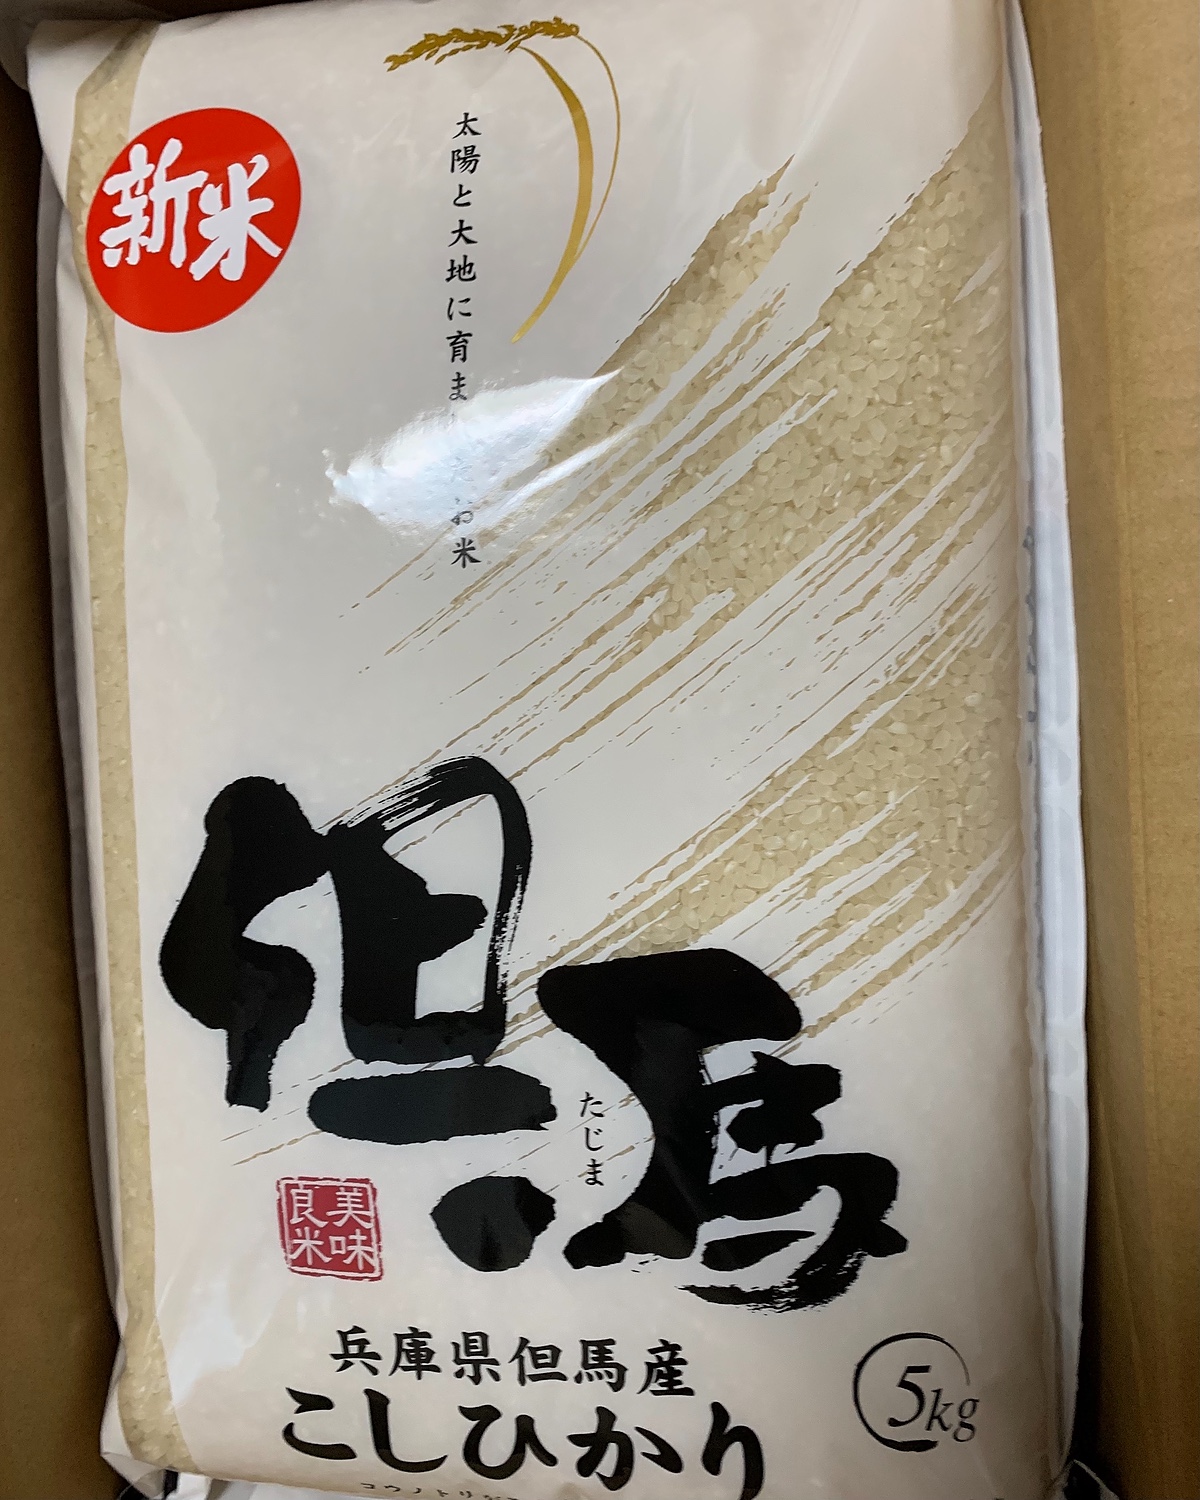 新米
太陽と大地に育ま
お米
但馬
たじま
美味
良米
兵庫県但馬産
こしひかり
5kg